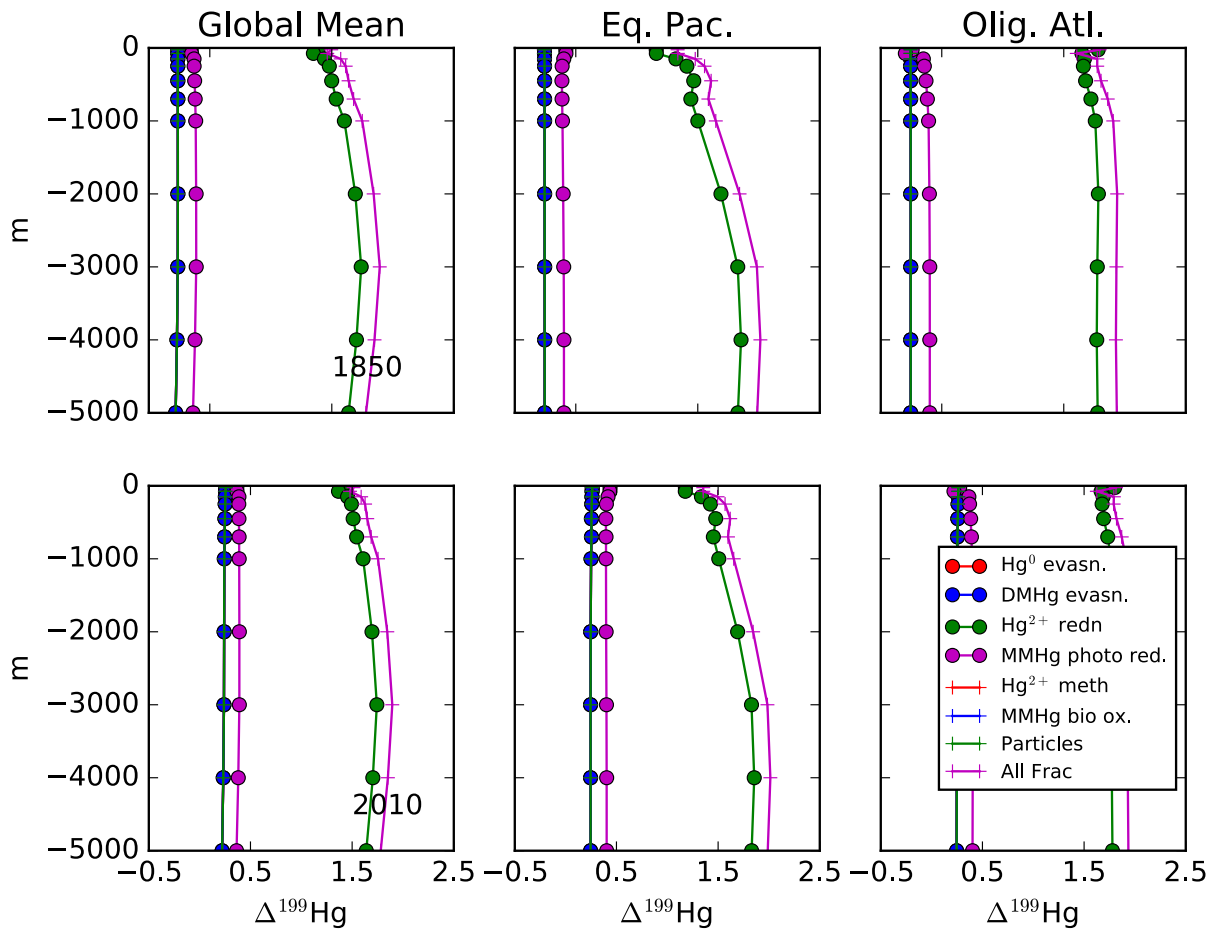 Global Mean
Eq. Pac.
Olig. Atl.
0
−1000
−2000
−3000
−4000
−5000
m
1850
0
−1000
−2000
−3000
−4000
−5000
m
2010
Hg⁰ evasn.
DMHg evasn.
Hg²⁺ redn
MMHg photo red.
Hg²⁺ meth
MMHg bio ox.
Particles
All Frac
−0.5 0.5 1.5 2.5
−0.5 0.5 1.5 2.5
−0.5 0.5 1.5 2.5
Δ¹⁹⁹Hg
Δ¹⁹⁹Hg
Δ¹⁹⁹Hg